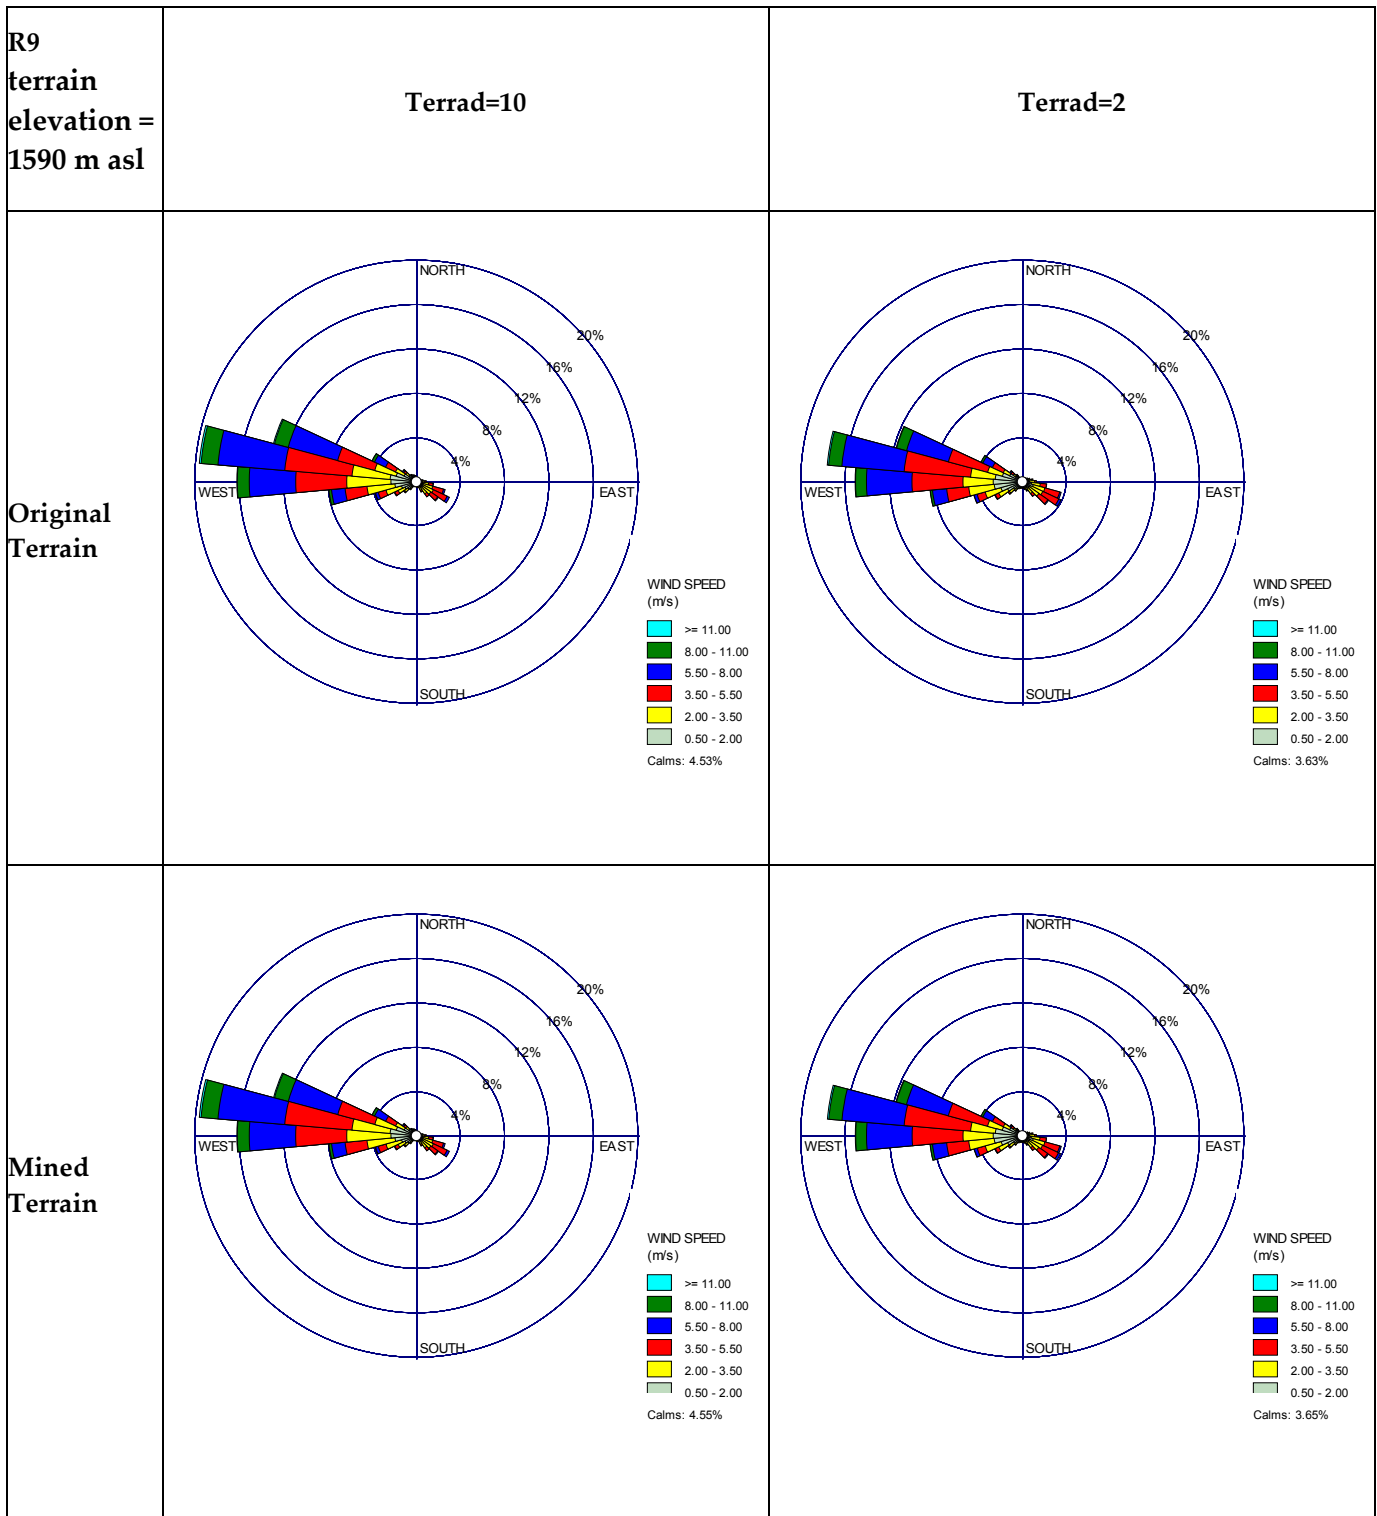 R9
terrain
elevation =
1590 m asl
Terrad=10
Terrad=2
Original
Terrain
NORTH
20%
16%
12%
8%
4%
WEST
EAST
SOUTH
WIND SPEED
(m/s)
>= 11.00
8.00 - 11.00
5.50 - 8.00
3.50 - 5.50
2.00 - 3.50
0.50 - 2.00
Calms: 4.53%
NORTH
20%
16%
12%
8%
4%
WEST
EAST
SOUTH
WIND SPEED
(m/s)
>= 11.00
8.00 - 11.00
5.50 - 8.00
3.50 - 5.50
2.00 - 3.50
0.50 - 2.00
Calms: 3.63%
Mined
Terrain
NORTH
20%
16%
12%
8%
4%
WEST
EAST
SOUTH
WIND SPEED
(m/s)
>= 11.00
8.00 - 11.00
5.50 - 8.00
3.50 - 5.50
2.00 - 3.50
0.50 - 2.00
Calms: 4.55%
NORTH
20%
16%
12%
8%
4%
WEST
EAST
SOUTH
WIND SPEED
(m/s)
>= 11.00
8.00 - 11.00
5.50 - 8.00
3.50 - 5.50
2.00 - 3.50
0.50 - 2.00
Calms: 3.65%